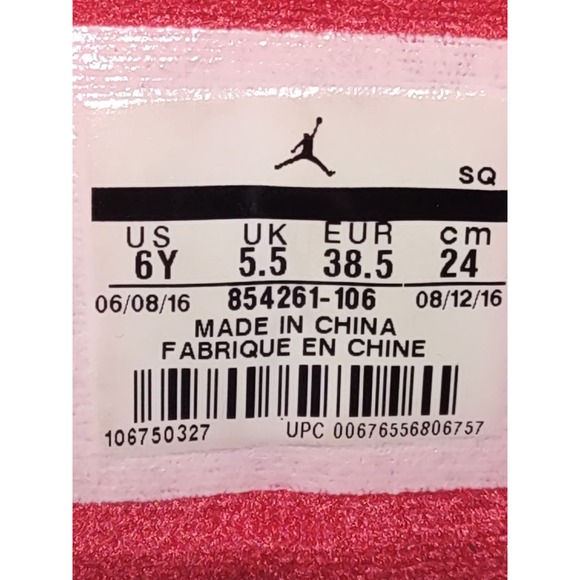 SQ
US UK EUR cm
6Y 5.5 38.5 24
06/08/16 854261-106 08/12/16
MADE IN CHINA
FABRIQUE EN CHINE
106750327 UPC 00676556806757